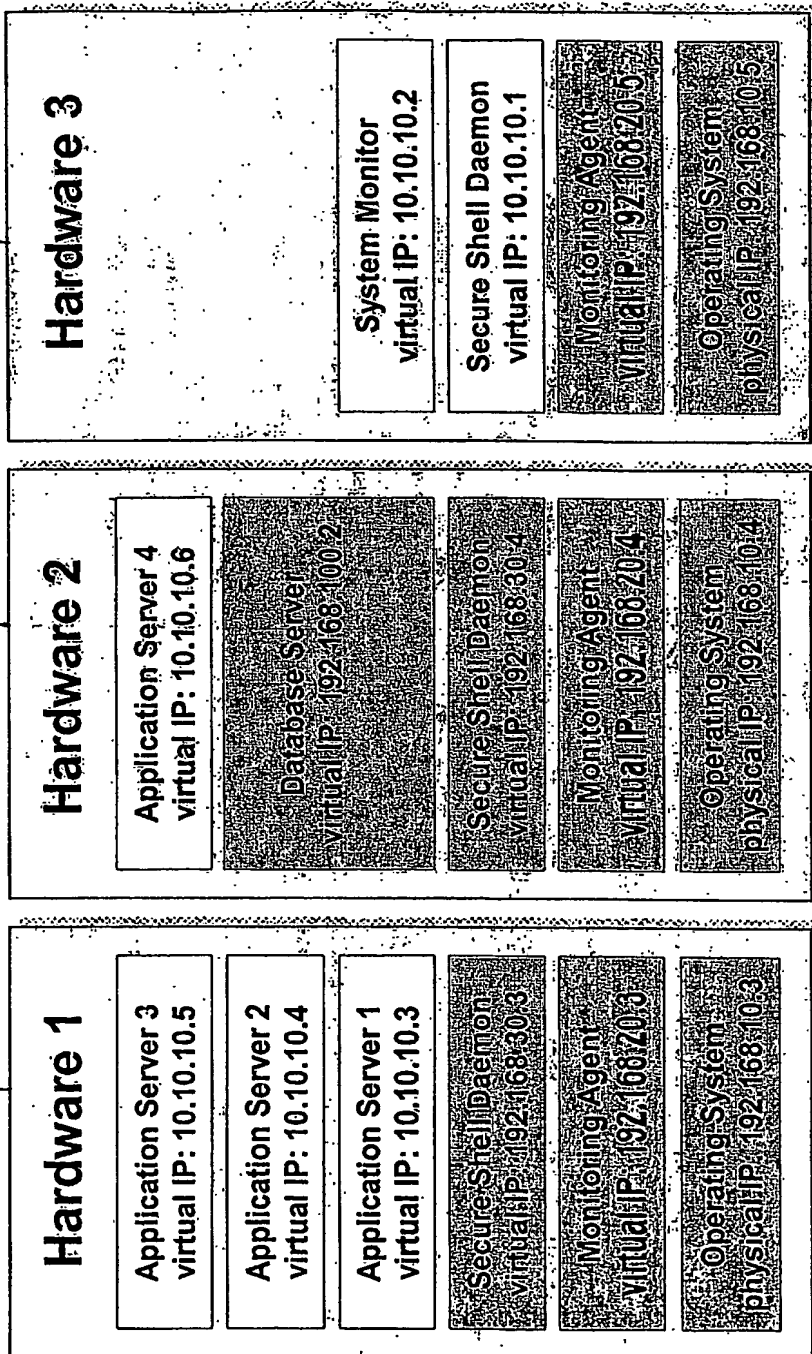 Hardware 1
Application Server 3
virtual IP: 10.10.10.5
Application Server 2
virtual IP: 10.10.10.4
Application Server 1
virtual IP: 10.10.10.3
Secure Shell Daemon
virtual IP: 192.168.30.3
Monitoring Agent
virtual IP: 192.168.20.3
Operating System
physical IP: 192.168.10.3
Hardware 2
Application Server 4
virtual IP: 10.10.10.6
Database Server
virtual IP: 192.168.100.2
Secure Shell Daemon
virtual IP: 192.168.30.4
Monitoring Agent
virtual IP: 192.168.20.4
Operating System
physical IP: 192.168.10.4
Hardware 3
System Monitor
virtual IP: 10.10.10.2
Secure Shell Daemon
virtual IP: 10.10.10.1
Monitoring Agent
virtual IP: 192.168.20.5
Operating System
physical IP: 192.168.10.5